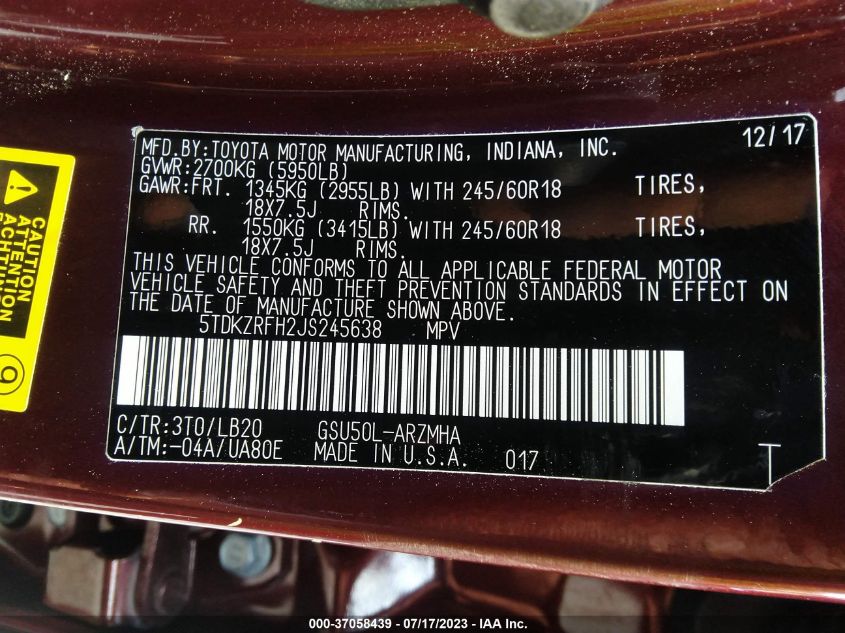 MFD.BY:TOYOTA MOTOR MANUFACTURING, INDIANA, INC. 12/17
GVWR:2700KG (5950LB)
GAWR:FRT. 1345KG (2955LB) WITH 245/60R18 TIRES,
18X7.5J RIMS.
RR. 1550KG (3415LB) WITH 245/60R18 TIRES,
18X7.5J RIMS.
THIS VEHICLE CONFORMS TO ALL APPLICABLE FEDERAL MOTOR
VEHICLE SAFETY AND THEFT PREVENTION STANDARDS IN EFFECT ON
THE DATE OF MANUFACTURE SHOWN ABOVE.
5TDKZRFH2JS245638 MPV
C/TR:3T0/LB20 GSU50L-ARZMHA
A/TM:-04A/UA80E MADE IN U.S.A. 017
CAUTION
ATTENTION
ACHTUNG
9
000-37058439 - 07/17/2023 - IAA Inc.